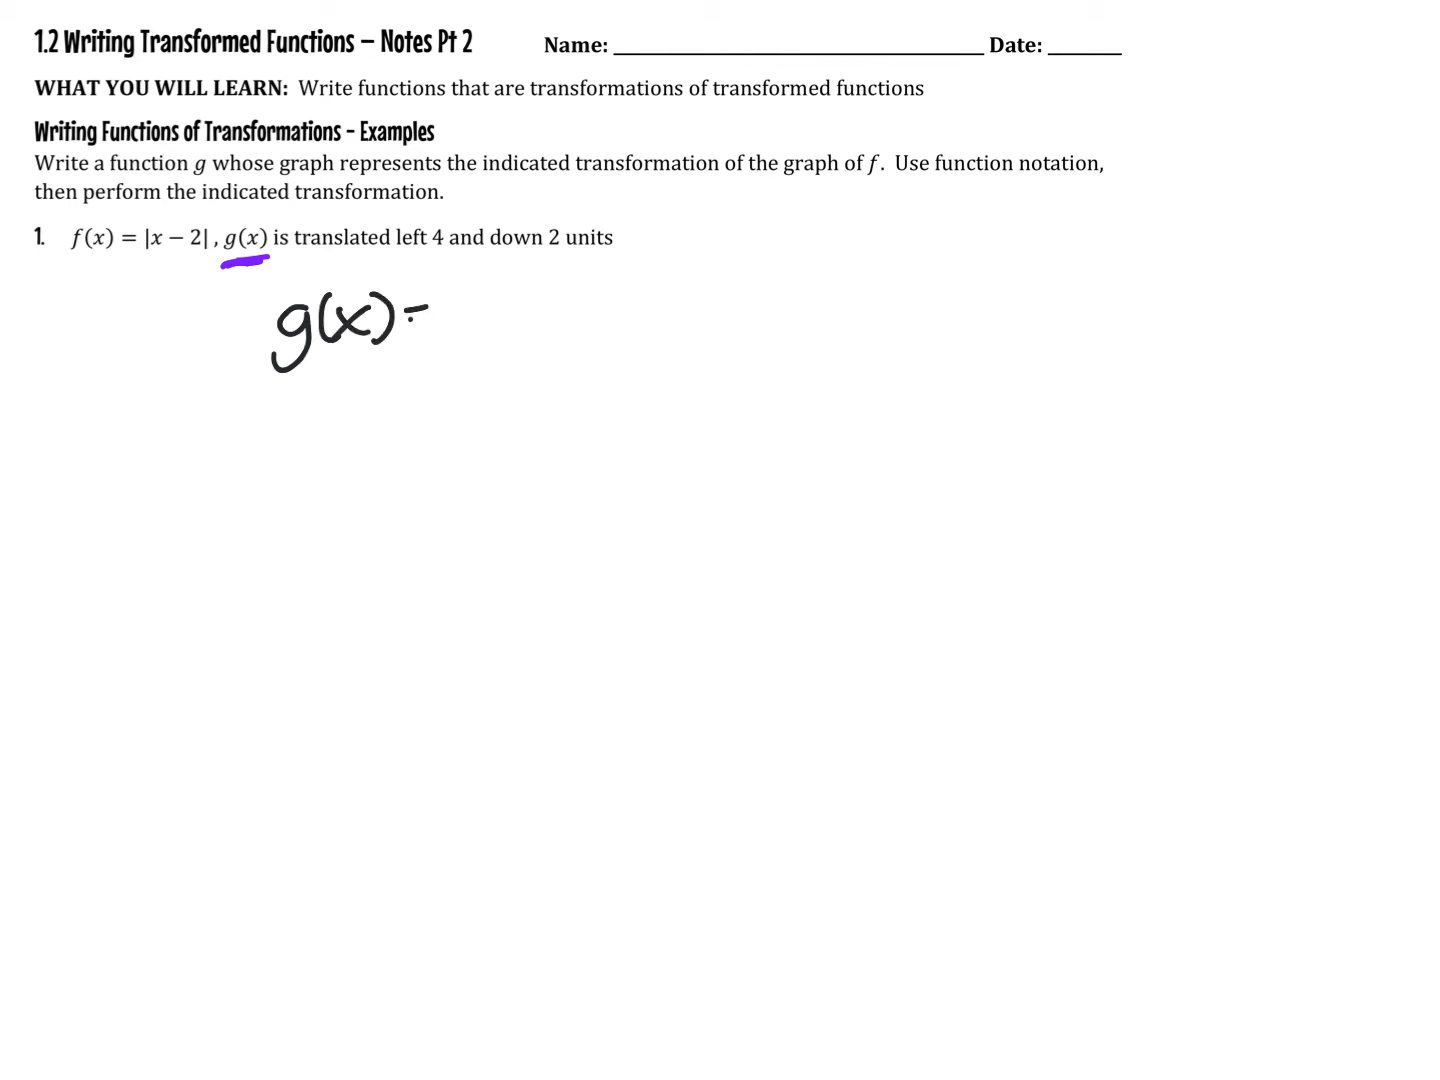 1.2 Writing Transformed Functions – Notes Pt 2 Name: ______________ Date: ______
WHAT YOU WILL LEARN: Write functions that are transformations of transformed functions
Writing Functions of Transformations - Examples
Write a function g whose graph represents the indicated transformation of the graph of f. Use function notation,
then perform the indicated transformation.
1. f(x) = |x − 2| , g(x) is translated left 4 and down 2 units
g(x) =